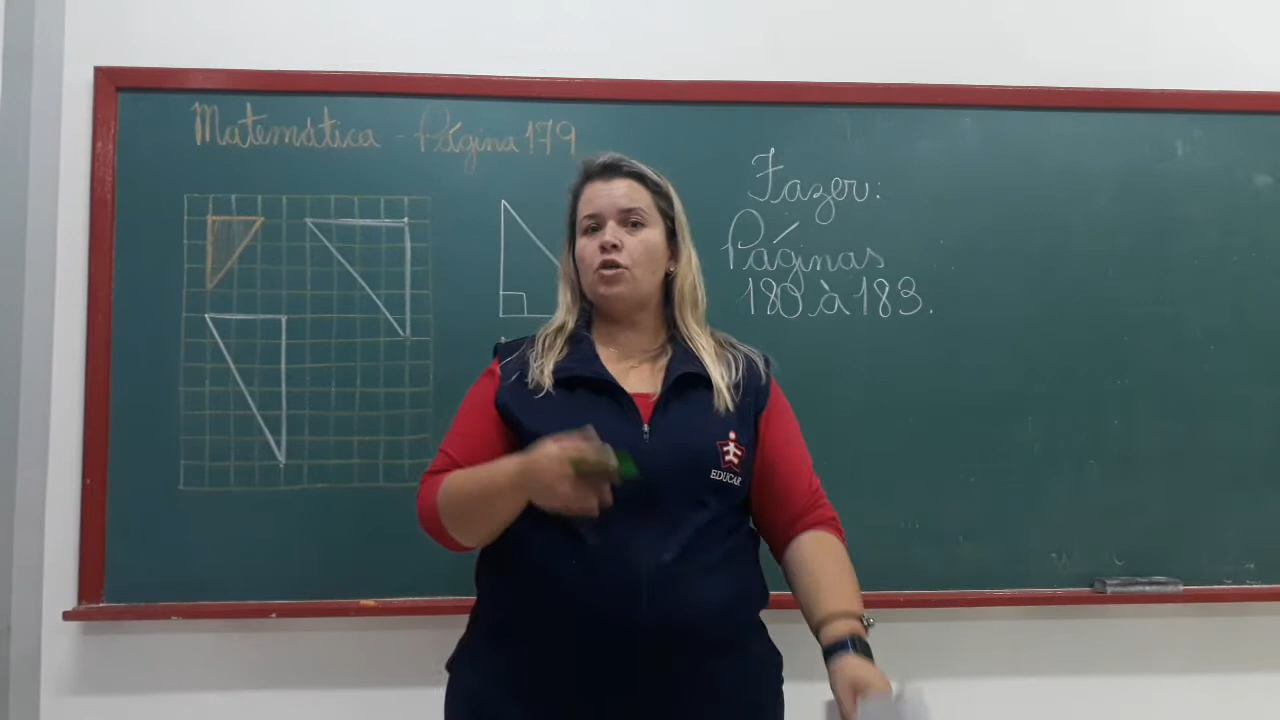 Matemática - Página 179
Fazer:
Páginas
180 à 183.
EDUCAR